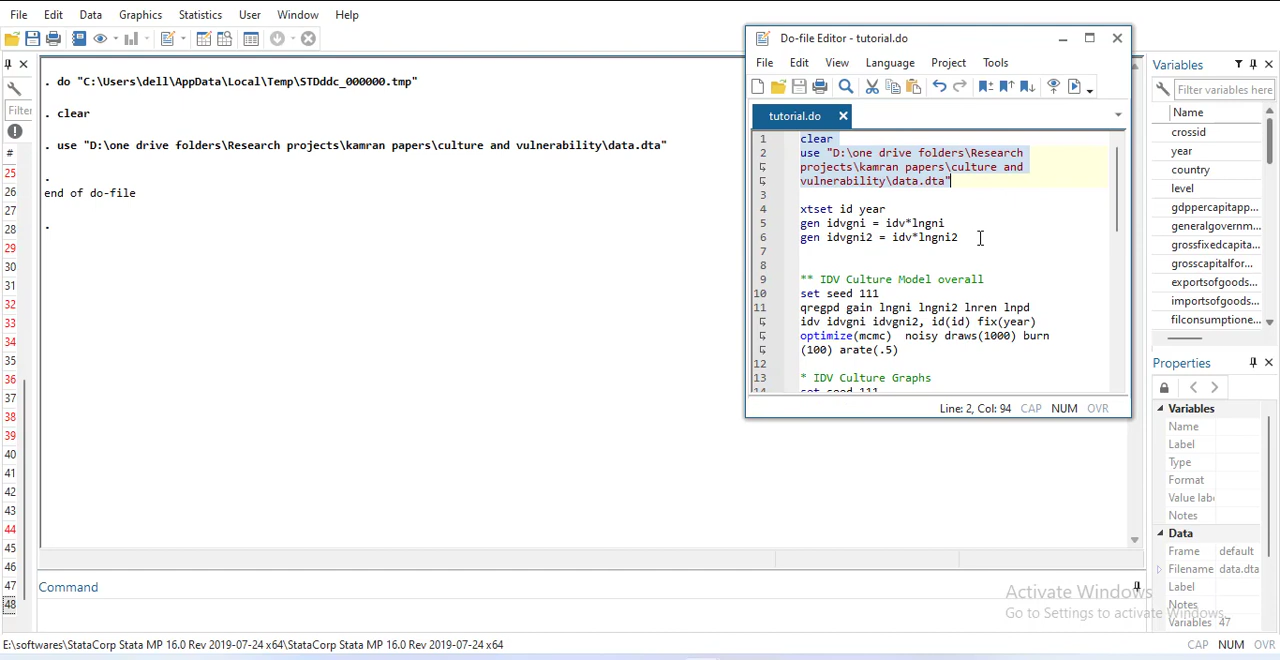 File Edit Data Graphics Statistics User Window Help
. do "C:\Users\dell\AppData\Local\Temp\STDddc_000000.tmp"
. clear
. use "D:\one drive folders\Research projects\kamran papers\culture and vulnerability\data.dta"
.
end of do-file
.
Filter
#
25
26
27
28
29
30
31
32
33
34
35
36
37
38
39
40
41
42
43
44
45
46
47
48
Do-file Editor - tutorial.do
File Edit View Language Project Tools
tutorial.do
1 clear
2 use "D:\one drive folders\Research
projects\kamran papers\culture and
vulnerability\data.dta"
3
4 xtset id year
5 gen idvgni = idv*lngni
6 gen idvgni2 = idv*lngni2
7
8
9 ** IDV Culture Model overall
10 set seed 111
11 qregpd gain lngni lngni2 lnren lnpd
idv idvgni idvgni2, id(id) fix(year)
optimize(mcmc)  noisy draws(1000) burn
(100) arate(.5)
12
13 * IDV Culture Graphs
14 set seed 111
Line: 2, Col: 94 CAP NUM OVR
Variables
Filter variables here
Name
crossid
year
country
level
gdppercapitapp...
generalgovernm...
grossfixedcapita...
grosscapitalfor...
exportsofgoods...
importsofgoods...
filconsumptione...
Properties
Variables
Name
Label
Type
Format
Value labe
Notes
Data
Frame default
Filename data.dta
Label
Notes
Variables 47
Command
Activate Windows
Go to Settings to activate Windows.
E:\softwares\StataCorp Stata MP 16.0 Rev 2019-07-24 x64\StataCorp Stata MP 16.0 Rev 2019-07-24 x64
CAP NUM OVR